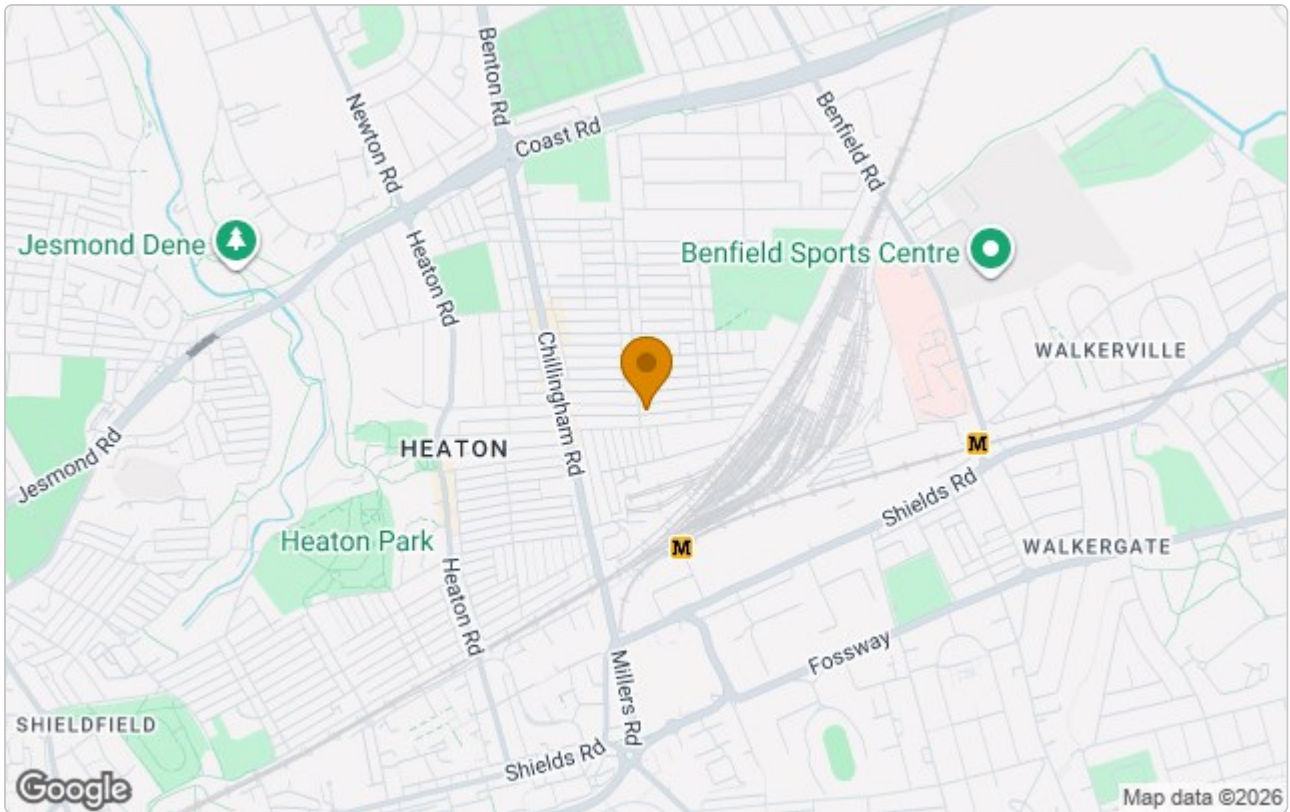 Benton Rd
Newton Rd
Coast Rd
Benfield Rd
Jesmond Dene
Heaton Rd
Benfield Sports Centre
Chillingham Rd
WALKERVILLE
HEATON
Jesmond Rd
M
Shields Rd
Heaton Park
M
WALKERGATE
Heaton Rd
Fossway
Millers Rd
SHIELDFIELD
Shields Rd
Google
Map data ©2026